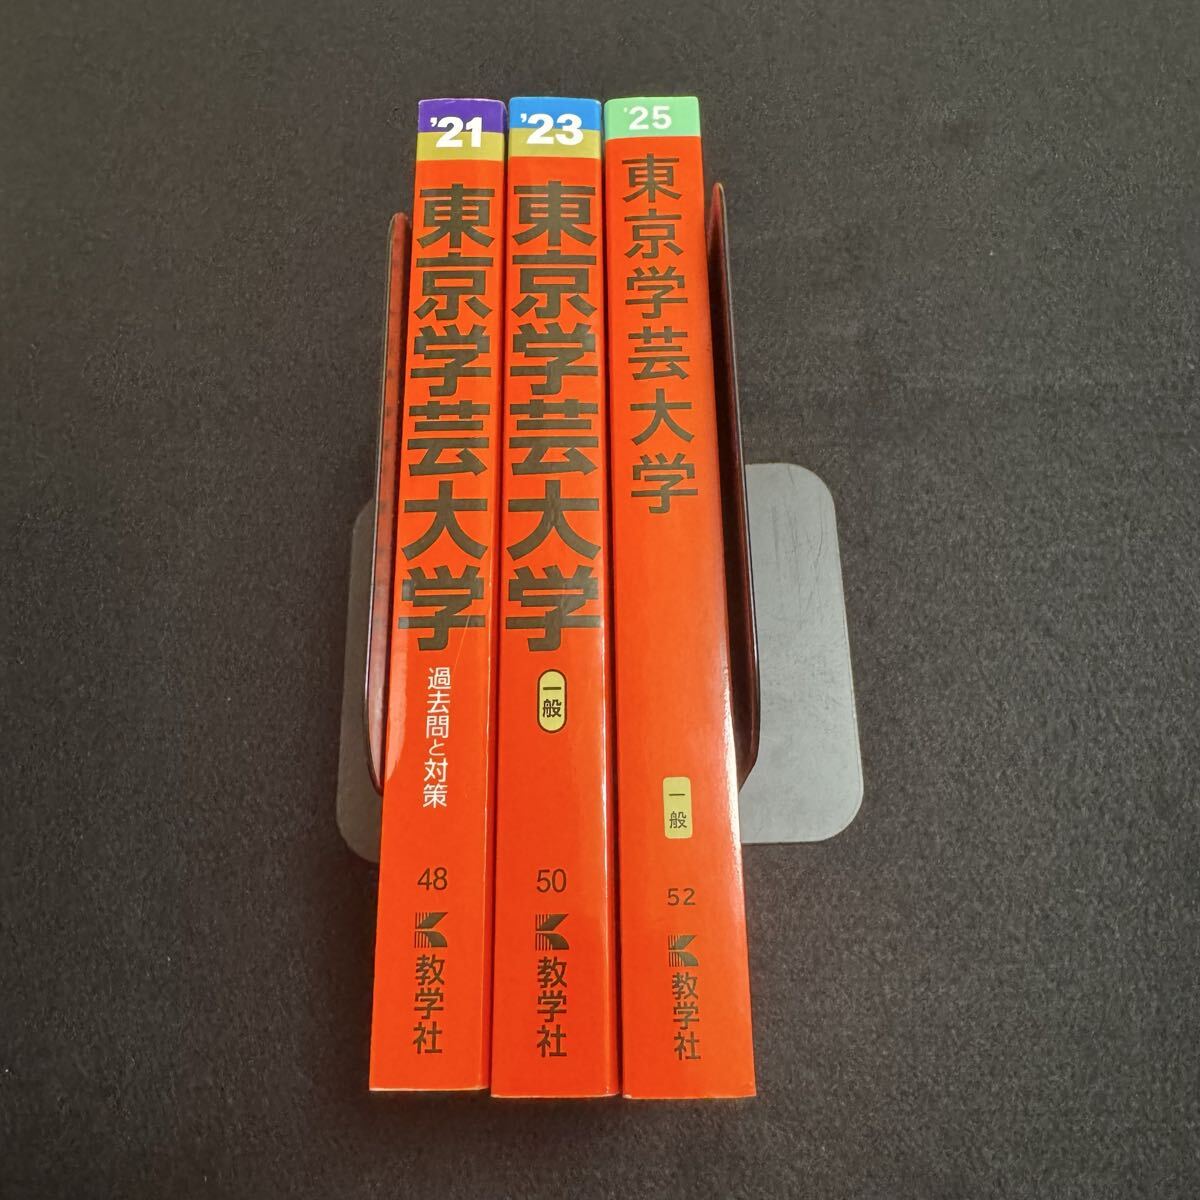 '21
東京学芸大学
過去問と対策
48
教学社
'23
東京学芸大学
一般
50
教学社
'25
東京学芸大学
一般
52
教学社